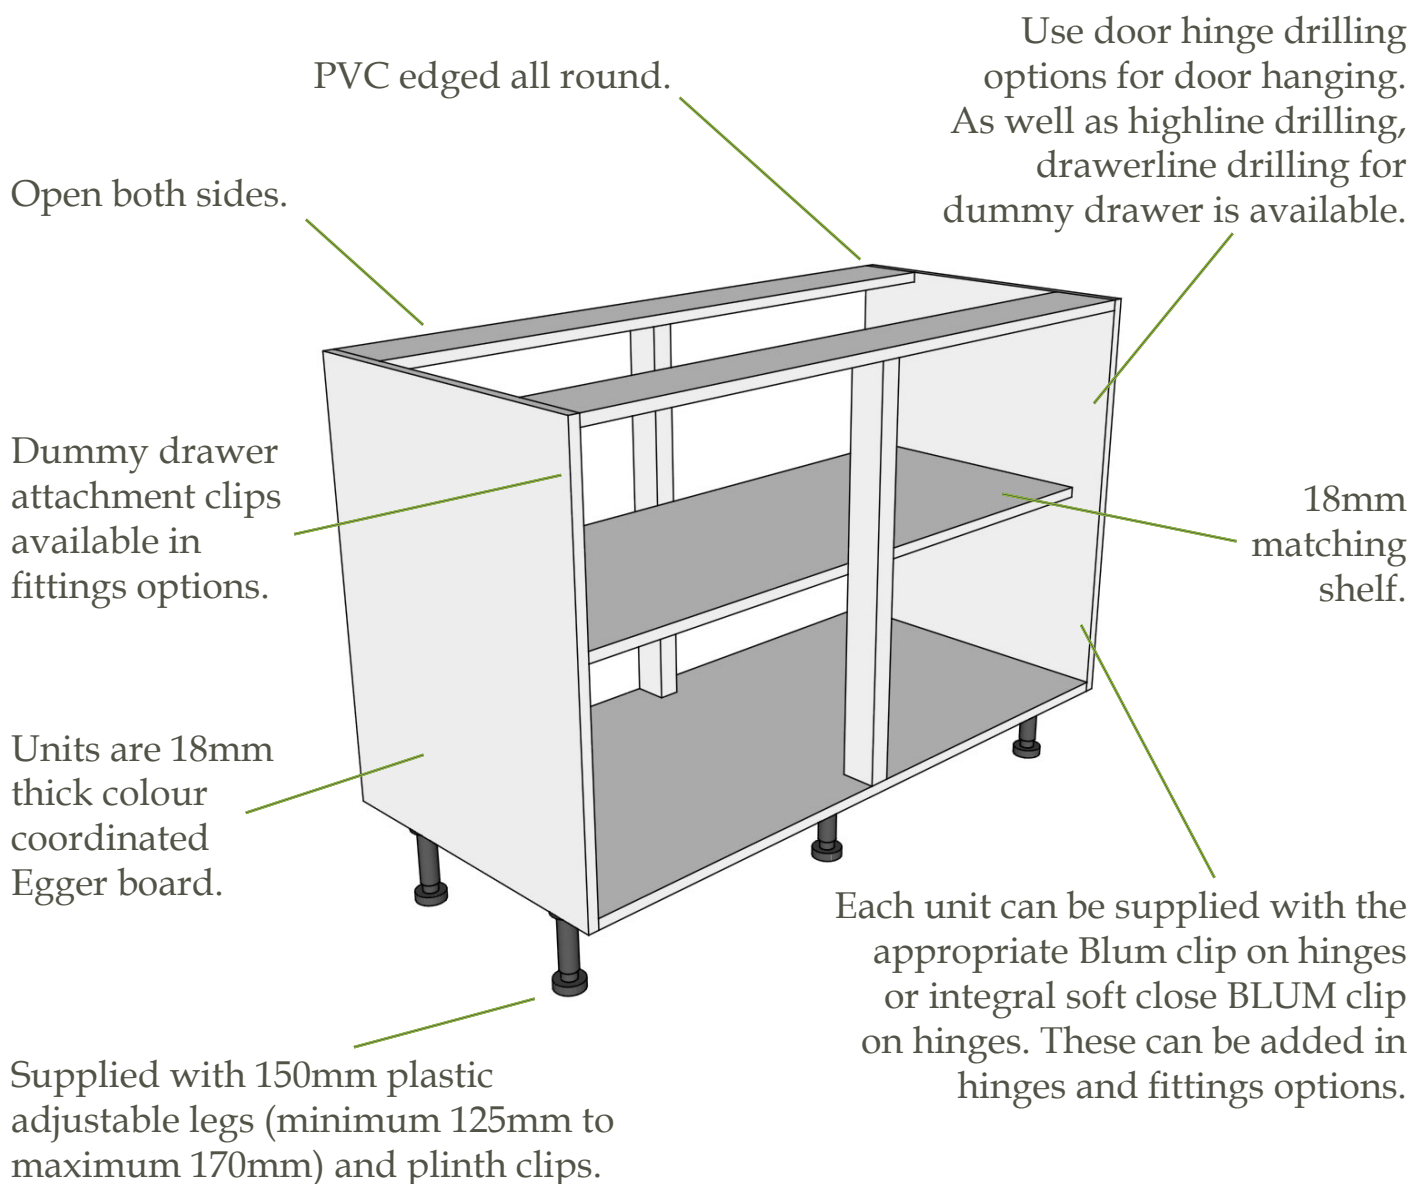 PVC edged all round.
Use door hinge drilling
options for door hanging.
As well as highline drilling,
drawerline drilling for
dummy drawer is available.
Open both sides.
Dummy drawer
attachment clips
available in
fittings options.
18mm
matching
shelf.
Units are 18mm
thick colour
coordinated
Egger board.
Each unit can be supplied with the
appropriate Blum clip on hinges
or integral soft close BLUM clip
on hinges. These can be added in
hinges and fittings options.
Supplied with 150mm plastic
adjustable legs (minimum 125mm to
maximum 170mm) and plinth clips.